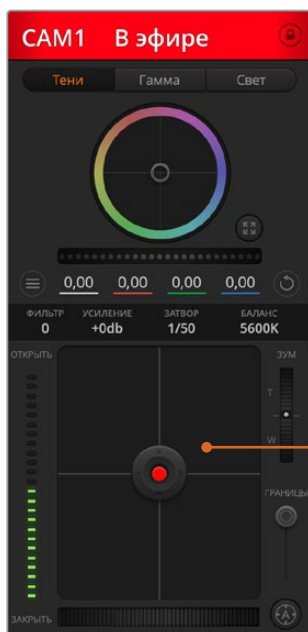 CAM1 В эфире
Тени Гамма Свет
0,00 0,00 0,00 0,00
ФИЛЬТР УСИЛЕНИЕ ЗАТВОР БАЛАНС
0 +0db 1/50 5600K
ОТКРЫТЬ ЗУМ
T
W
ГРАНИЦЫ
ЗАКРЫТЬ A